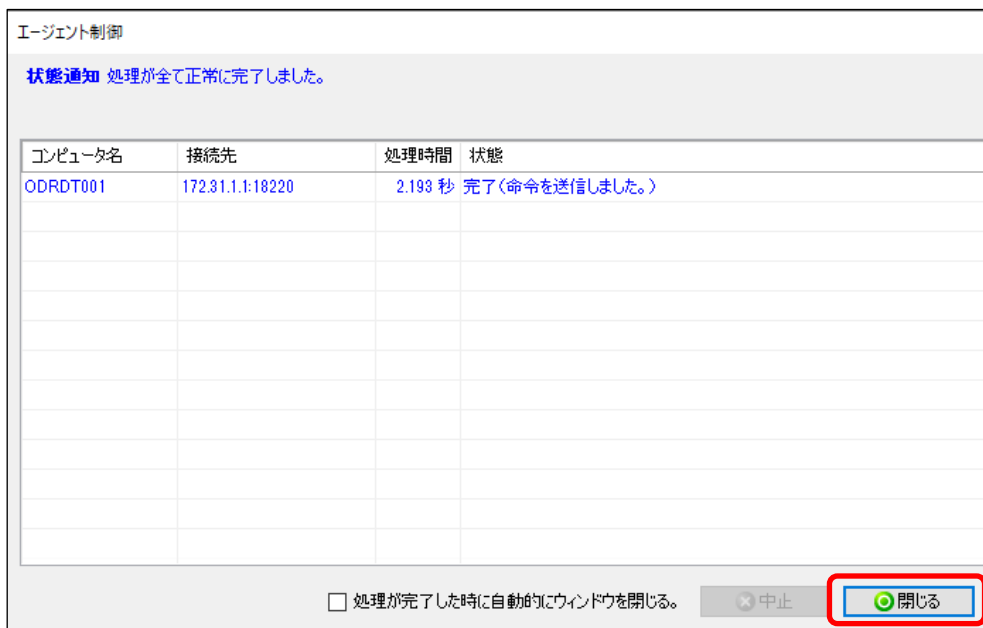 エージェント制御
状態通知 処理が全て正常に完了しました。
コンピュータ名 接続先 処理時間 状態
ODRDT001 172.31.1.1:18220 2.193 秒 完了(命令を送信しました。)
処理が完了した時に自動的にウィンドウを閉じる。 中止 閉じる